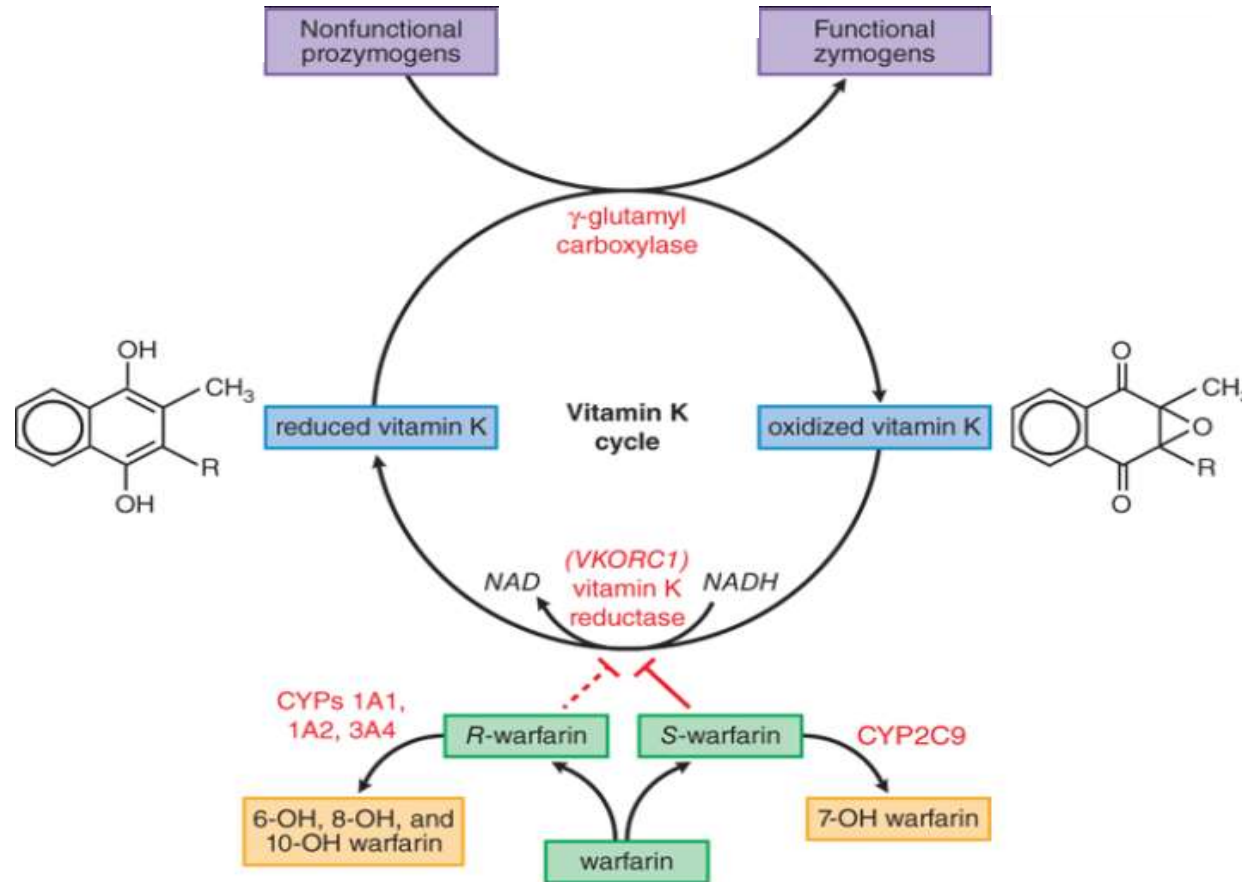 Nonfunctional
prozymogens
Functional
zymogens
γ-glutamyl
carboxylase
OH
CH3
R
OH
reduced vitamin K
Vitamin K
cycle
oxidized vitamin K
O
CH3
O
R
O
NAD
(VKORC1)
vitamin K
reductase
NADH
CYPs 1A1,
1A2, 3A4
R-warfarin
S-warfarin
CYP2C9
6-OH, 8-OH, and
10-OH warfarin
warfarin
7-OH warfarin